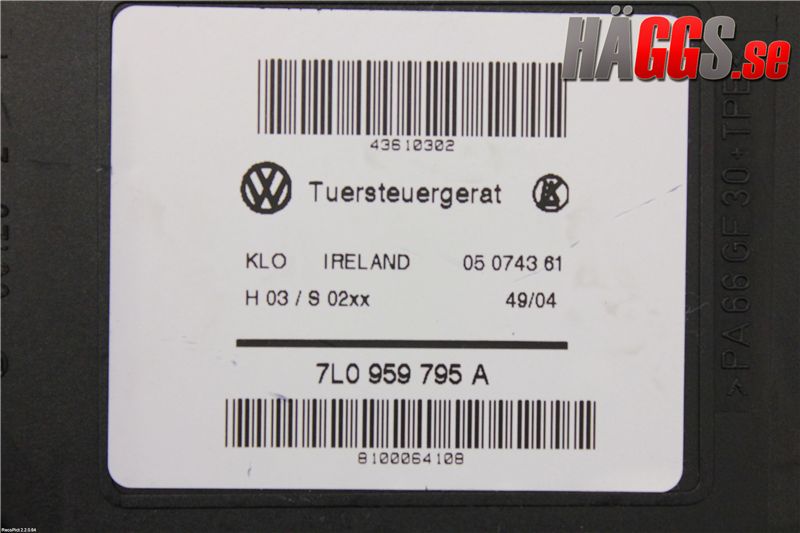 HÄGGS.se
43610302
Tuersteuergerat
KLO IRELAND 05 0743 61
H 03 / S 02xx 49/04
7L0 959 795 A
8100064108
>PA 66 GF 30+TPE<